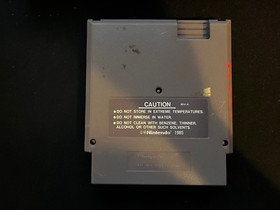 CAUTION
●DO NOT STORE IN EXTREME TEMPERATURES.
●DO NOT IMMERSE IN WATER.
●DO NOT CLEAN WITH BENZENE, THINNER,
ALCOHOL OR OTHER SUCH SOLVENTS.
Nintendo 1985